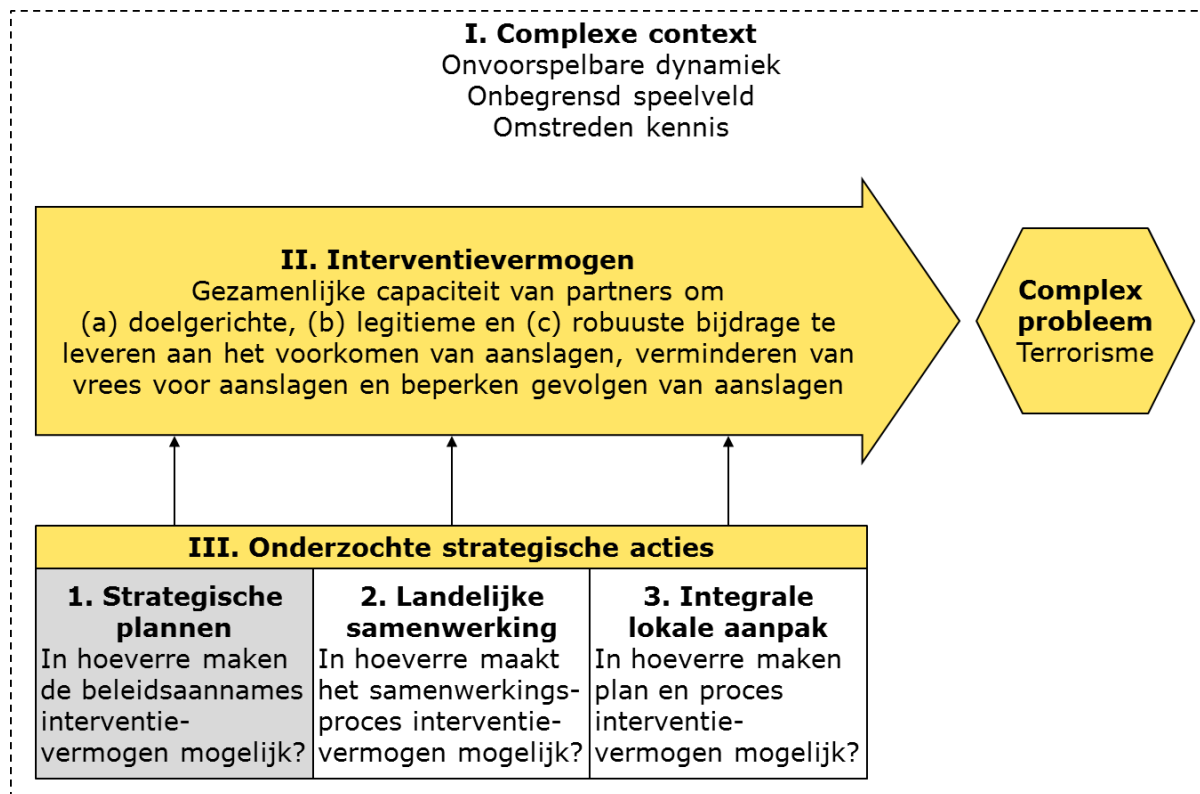 I. Complexe context
Onvoorspelbare dynamiek
Onbegrensd speelveld
Omstreden kennis
II. Interventievermogen
Gezamenlijke capaciteit van partners om
(a) doelgerichte, (b) legitieme en (c) robuuste bijdrage te
leveren aan het voorkomen van aanslagen, verminderen van
vrees voor aanslagen en beperken gevolgen van aanslagen
Complex
probleem
Terrorisme
III. Onderzochte strategische acties
1. Strategische
plannen
In hoeverre maken
de beleidsaannames
interventie-
vermogen mogelijk?
2. Landelijke
samenwerking
In hoeverre maakt
het samenwerkings-
proces interventie-
vermogen mogelijk?
3. Integrale
lokale aanpak
In hoeverre maken
plan en proces
interventie-
vermogen mogelijk?